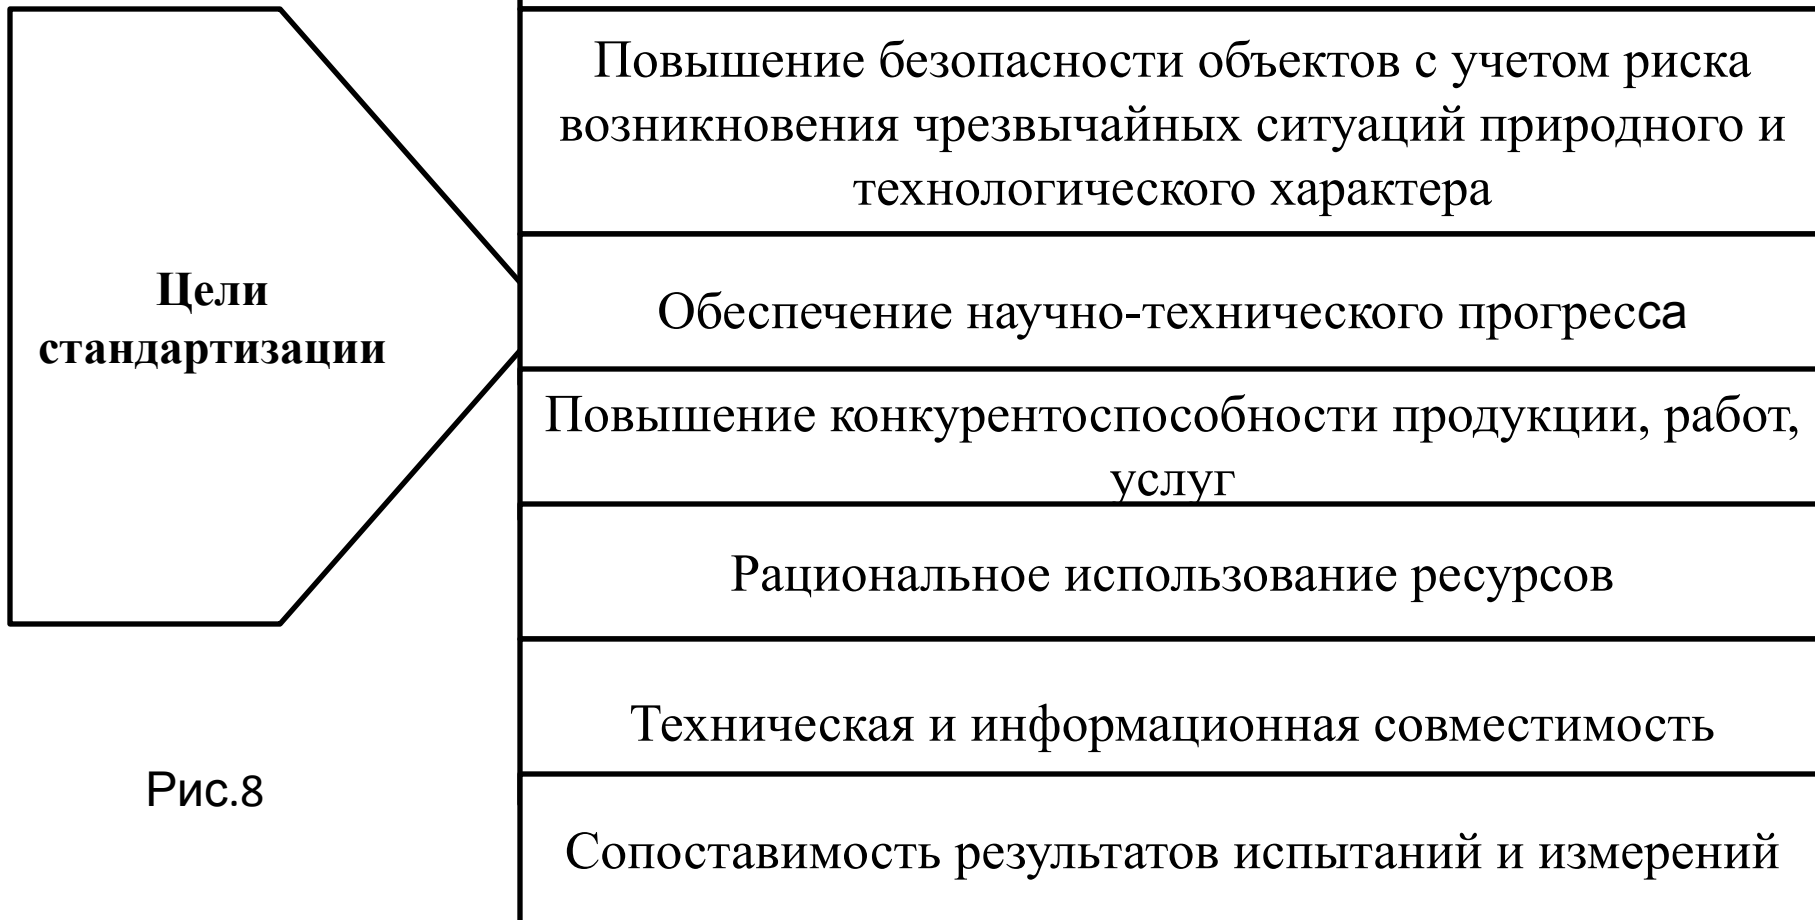 Цели
стандартизации
Рис.8
Повышение безопасности объектов с учетом риска
возникновения чрезвычайных ситуаций природного и
технологического характера
Обеспечение научно-технического прогресса
Повышение конкурентоспособности продукции, работ,
услуг
Рациональное использование ресурсов
Техническая и информационная совместимость
Сопоставимость результатов испытаний и измерений